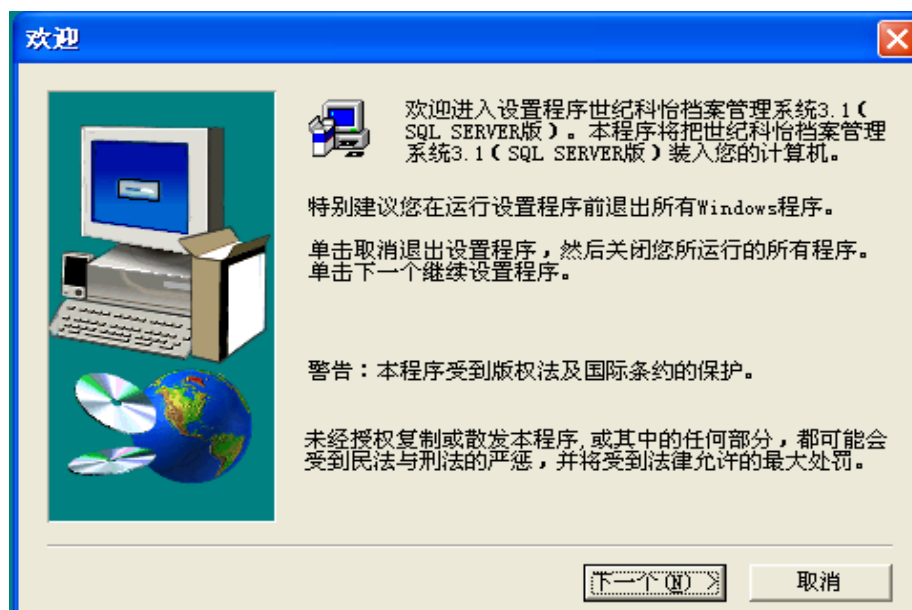 欢迎
欢迎进入设置程序世纪科怡档案管理系统3.1(
SQL SERVER版)。本程序将把世纪科怡档案管理
系统3.1(SQL SERVER版)装入您的计算机。
特别建议您在运行设置程序前退出所有Windows程序。
单击取消退出设置程序，然后关闭您所运行的所有程序。
单击下一个继续设置程序。
警告：本程序受到版权法及国际条约的保护。
未经授权复制或散发本程序,或其中的任何部分，都可能会
受到民法与刑法的严惩，并将受到法律允许的最大处罚。
下一个(N) >
取消